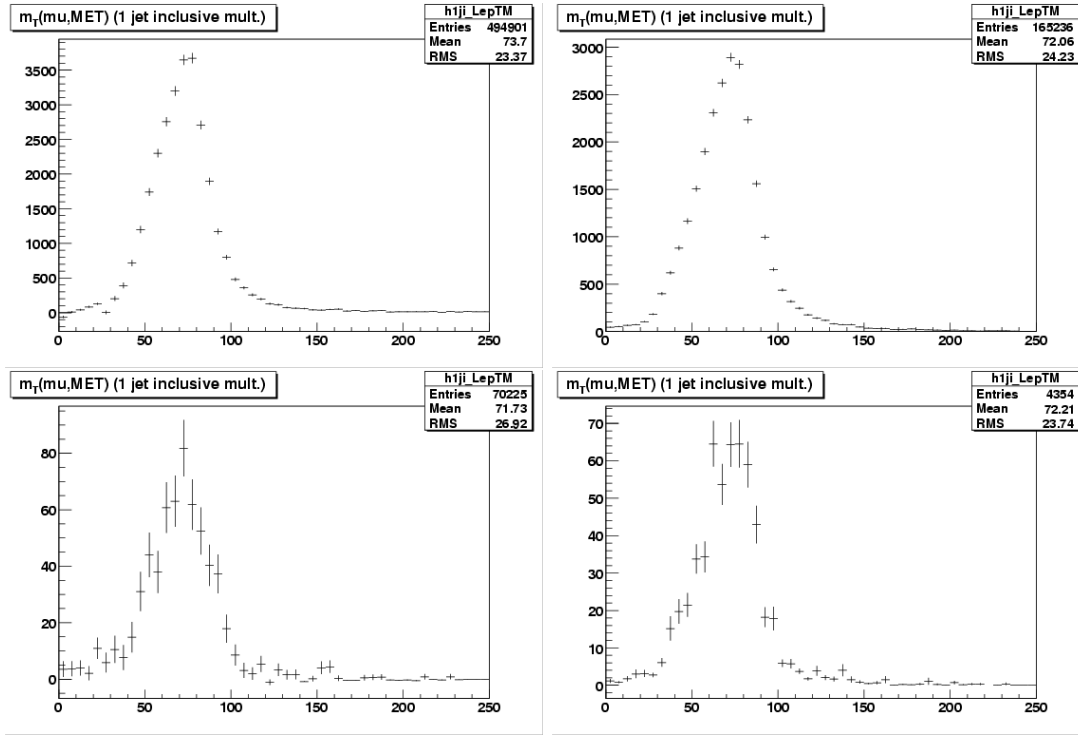 m_T(mu,MET) (1 jet inclusive mult.)
h1ji_LepTM
Entries 494901
Mean 73.7
RMS 23.37
3500
3000
2500
2000
1500
1000
500
0
0 50 100 150 200 250
m_T(mu,MET) (1 jet inclusive mult.)
h1ji_LepTM
Entries 165236
Mean 72.06
RMS 24.23
3000
2500
2000
1500
1000
500
0
0 50 100 150 200 250
m_T(mu,MET) (1 jet inclusive mult.)
h1ji_LepTM
Entries 70225
Mean 71.73
RMS 26.92
80
60
40
20
0
0 50 100 150 200 250
m_T(mu,MET) (1 jet inclusive mult.)
h1ji_LepTM
Entries 4354
Mean 72.21
RMS 23.74
70
60
50
40
30
20
10
0
0 50 100 150 200 250